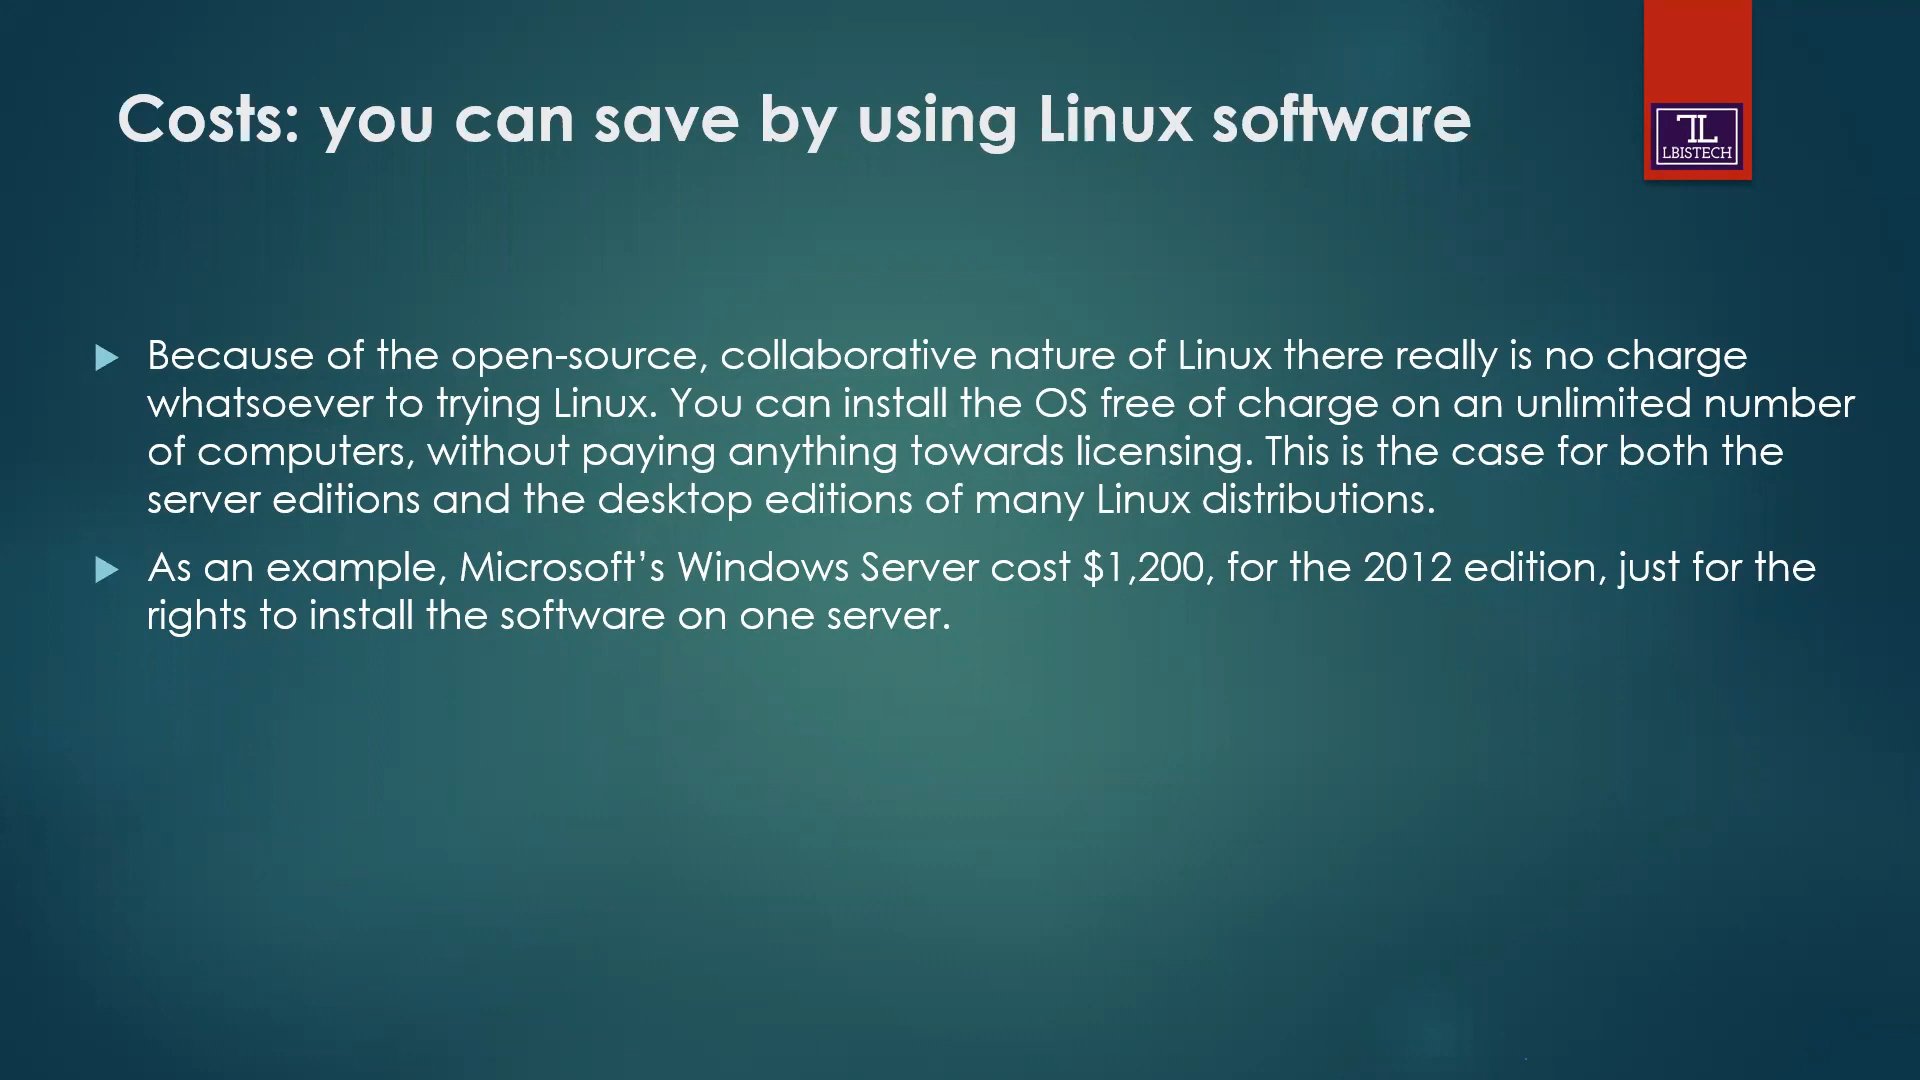 Costs: you can save by using Linux software
TL
LBISTECH
Because of the open-source, collaborative nature of Linux there really is no charge
whatsoever to trying Linux. You can install the OS free of charge on an unlimited number
of computers, without paying anything towards licensing. This is the case for both the
server editions and the desktop editions of many Linux distributions.
As an example, Microsoft’s Windows Server cost $1,200, for the 2012 edition, just for the
rights to install the software on one server.